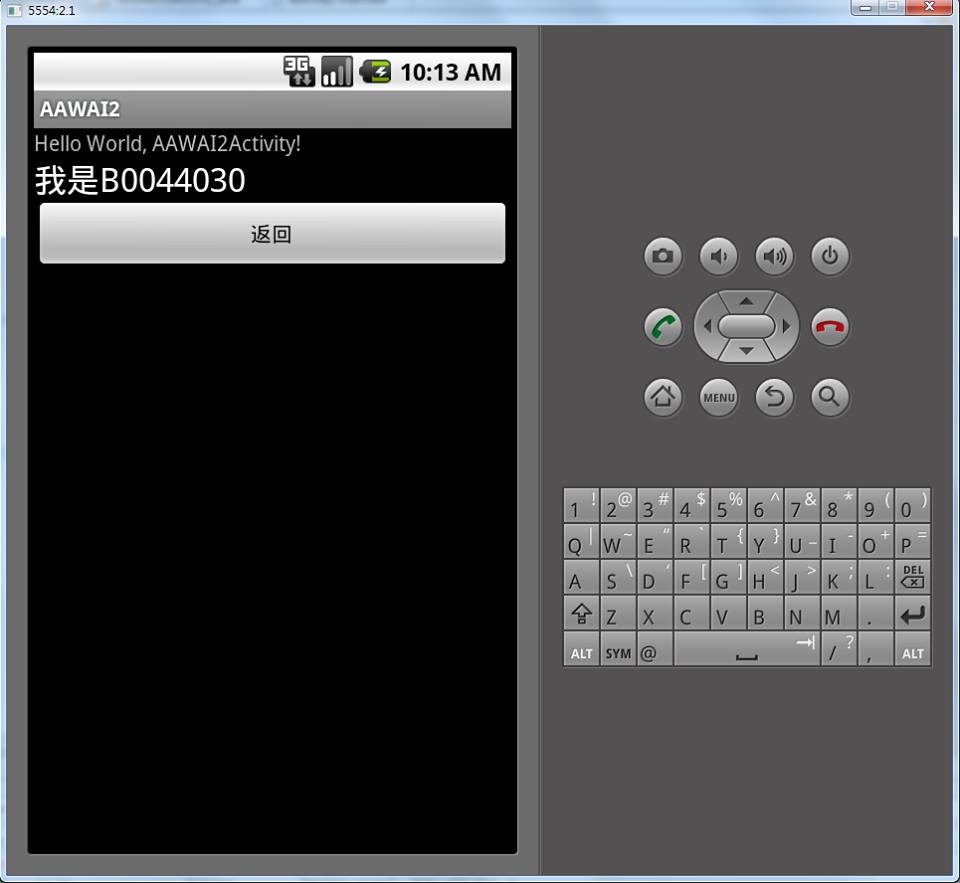 5554:2.1
3G 10:13 AM
AAWAI2
Hello World, AAWAI2Activity!
我是B0044030
返回
MENU
1 ! 2 @ 3 # 4 $ 5 % 6 ^ 7 & 8 * 9 ( 0 )
Q | W ~ E " R ` T { Y } U _ I - O + P =
A S \ D ' F [ G ] H < J > K ; L : DEL
Z X C V B N M .
ALT SYM @ / ? , ALT